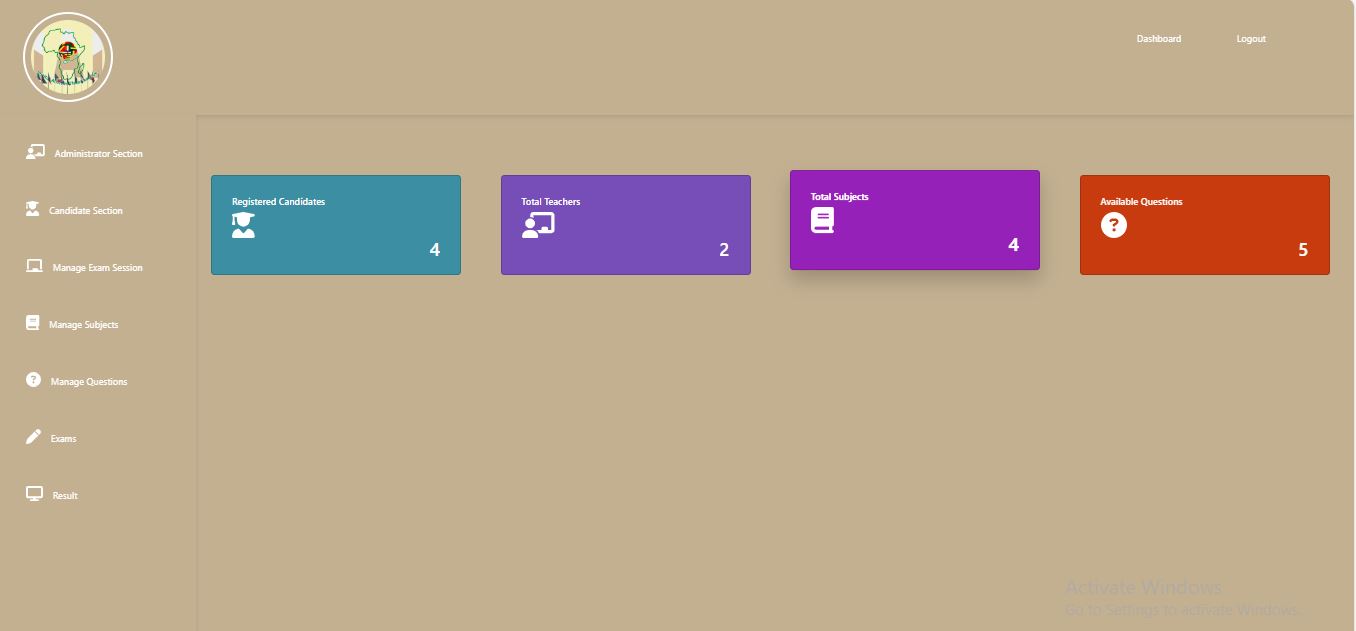 Dashboard
Logout
Administrator Section
Candidate Section
Manage Exam Session
Manage Subjects
Manage Questions
Exams
Result
Registered Candidates
4
Total Teachers
2
Total Subjects
4
Available Questions
?
5
Activate Windows
Go to Settings to activate Windows.